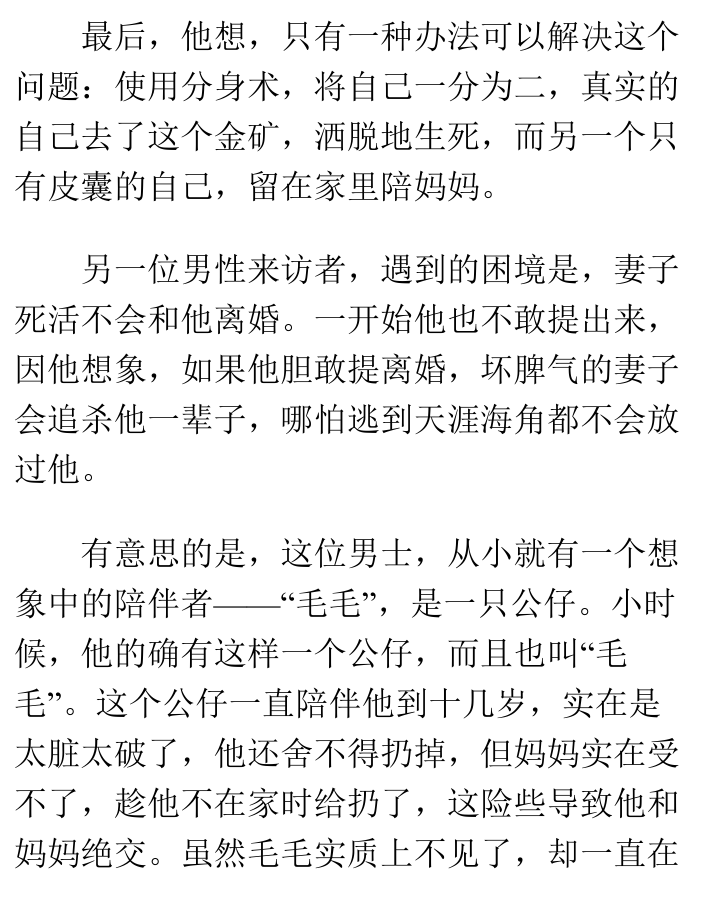 最后，他想，只有一种办法可以解决这个
问题：使用分身术，将自己一分为二，真实的
自己去了这个金矿，洒脱地生死，而另一个只
有皮囊的自己，留在家里陪妈妈。
另一位男性来访者，遇到的困境是，妻子
死活不会和他离婚。一开始他也不敢提出来，
因他想象，如果他胆敢提离婚，坏脾气的妻子
会追杀他一辈子，哪怕逃到天涯海角都不会放
过他。
有意思的是，这位男士，从小就有一个想
象中的陪伴者——“毛毛”，是一只公仔。小时
候，他的确有这样一个公仔，而且也叫“毛
毛”。这个公仔一直陪伴他到十几岁，实在是
太脏太破了，他还舍不得扔掉，但妈妈实在受
不了，趁他不在家时给扔了，这险些导致他和
妈妈绝交。虽然毛毛实质上不见了，却一直在